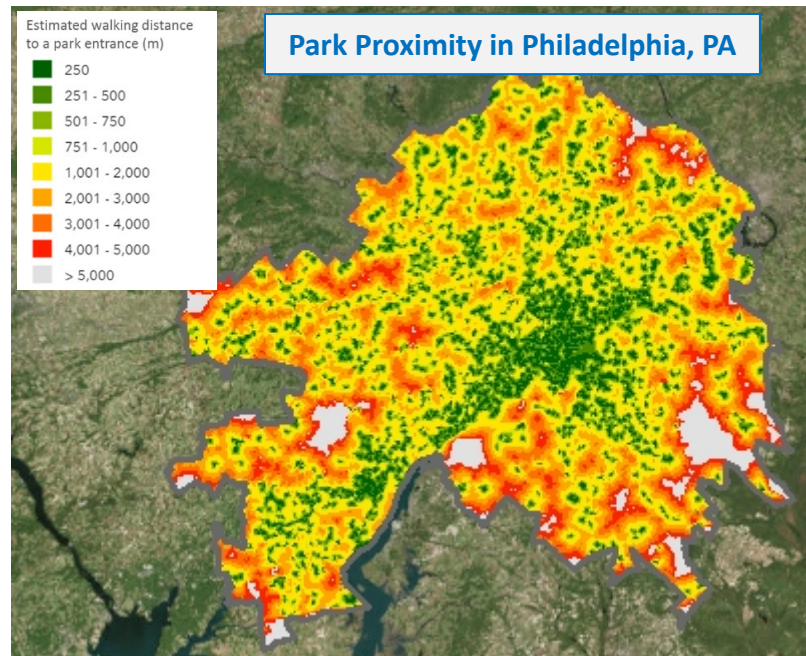 Estimated walking distance
to a park entrance (m)
250
251 - 500
501 - 750
751 - 1,000
1,001 - 2,000
2,001 - 3,000
3,001 - 4,000
4,001 - 5,000
> 5,000
Park Proximity in Philadelphia, PA